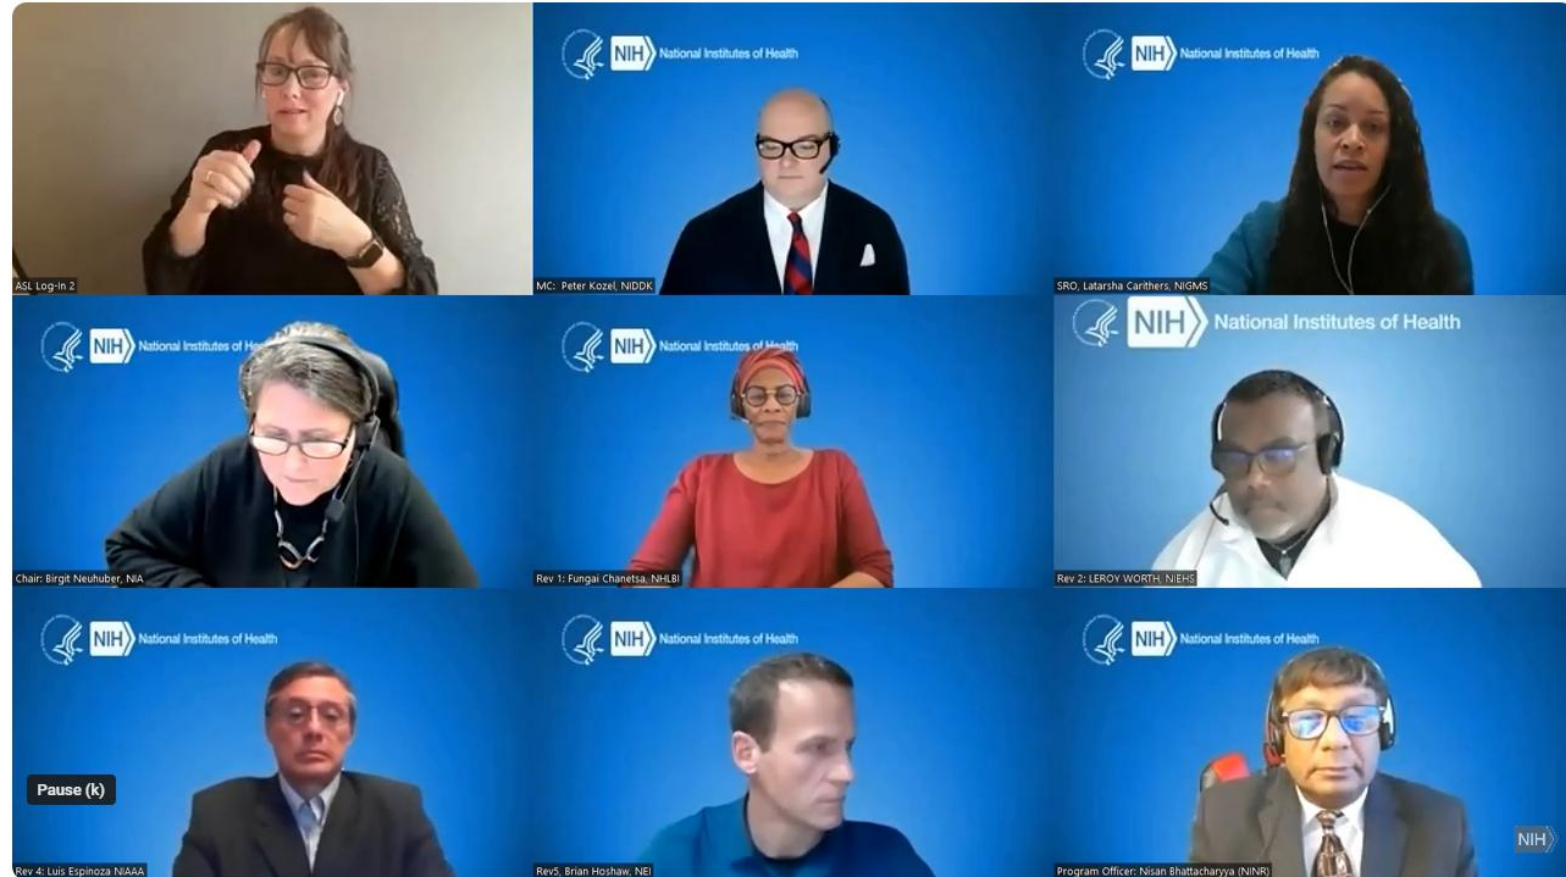 NIH National Institutes of Health
NIH National Institutes of Health
ASL Log-In 2
MC: Peter Kozel, NIDDK
SRO, Latarsha Carithers, NIGMS
NIH National Institutes of He
NIH National Institutes of Health
NIH National Institutes of Health
Chair: Birgit Neuhuber, NIA
Rev 1: Fungai Chanetsa, NHLBI
Rev 2: LEROY WORTH, NIEHS
NIH National Institutes of Health
NIH National Institutes of Health
NIH National Institutes of Health
Pause (k)
NIH
Rev 4: Luis Espinoza NIAAA
Rev5, Brian Hoshaw, NEI
Program Officer: Nisan Bhattacharyya (NINR)